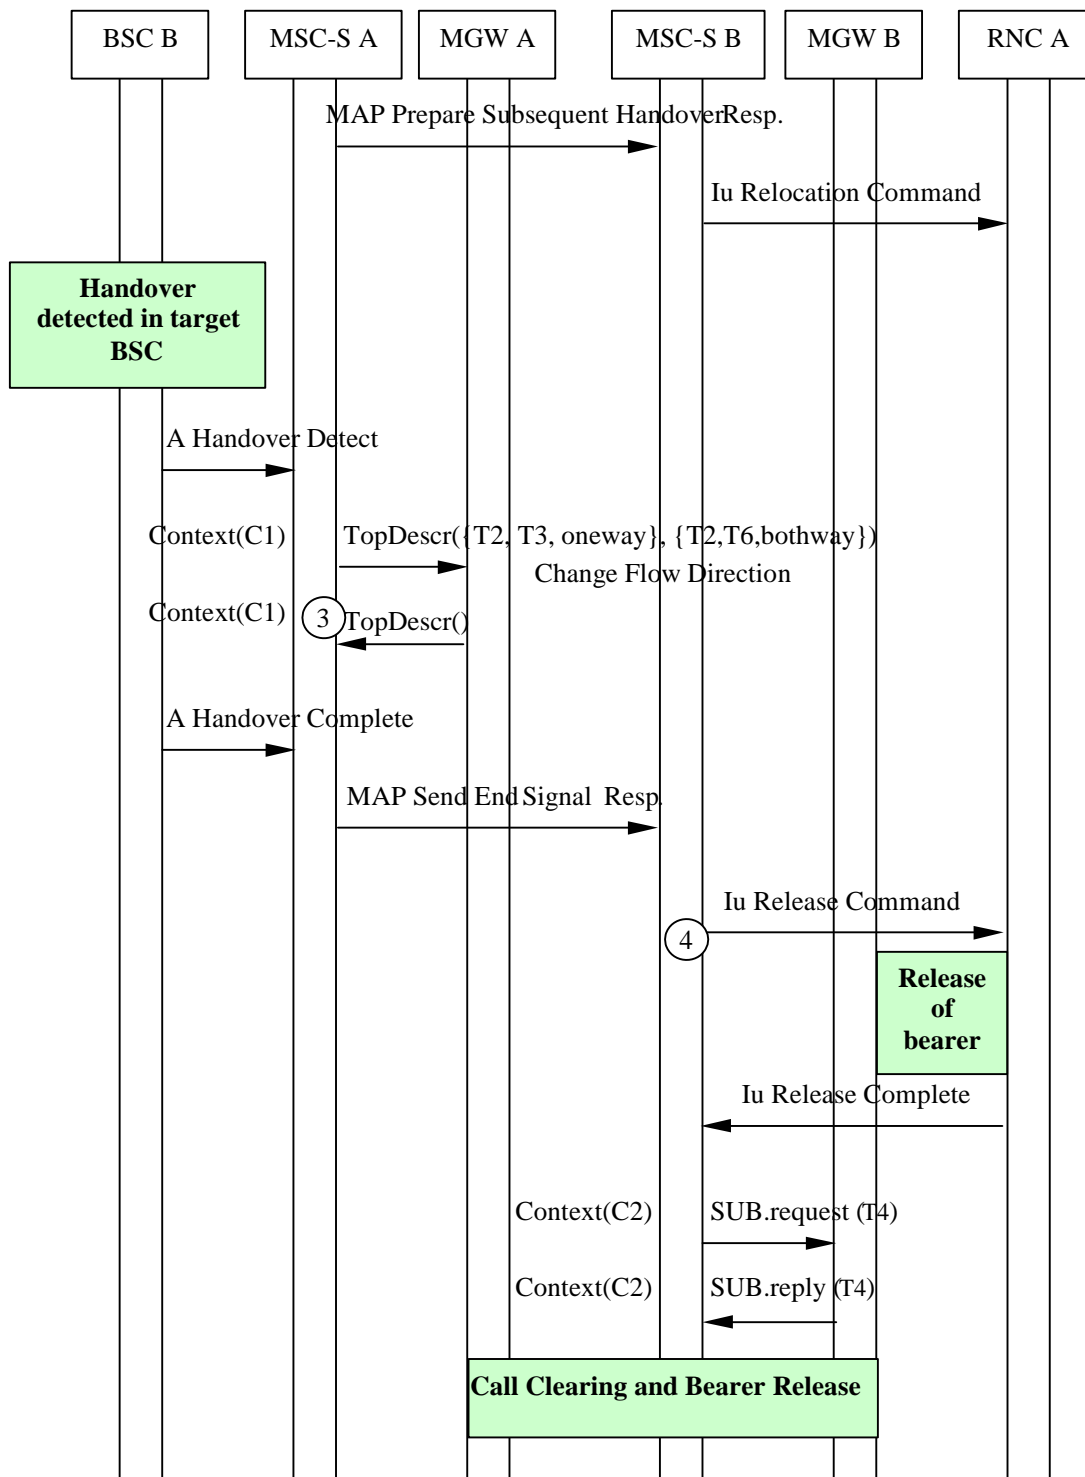 BSC B
MSC-S A
MGW A
MSC-S B
MGW B
RNC A
MAP Prepare Subsequent HandoverResp.
Iu Relocation Command
Handover
detected in target
BSC
A Handover Detect
Context(C1)
TopDescr({T2, T3, oneway}, {T2,T6,bothway})
Change Flow Direction
Context(C1)
3
TopDescr()
A Handover Complete
MAP Send End Signal Resp.
Iu Release Command
4
Release
of
bearer
Iu Release Complete
Context(C2)
SUB.request (T4)
Context(C2)
SUB.reply (T4)
Call Clearing and Bearer Release